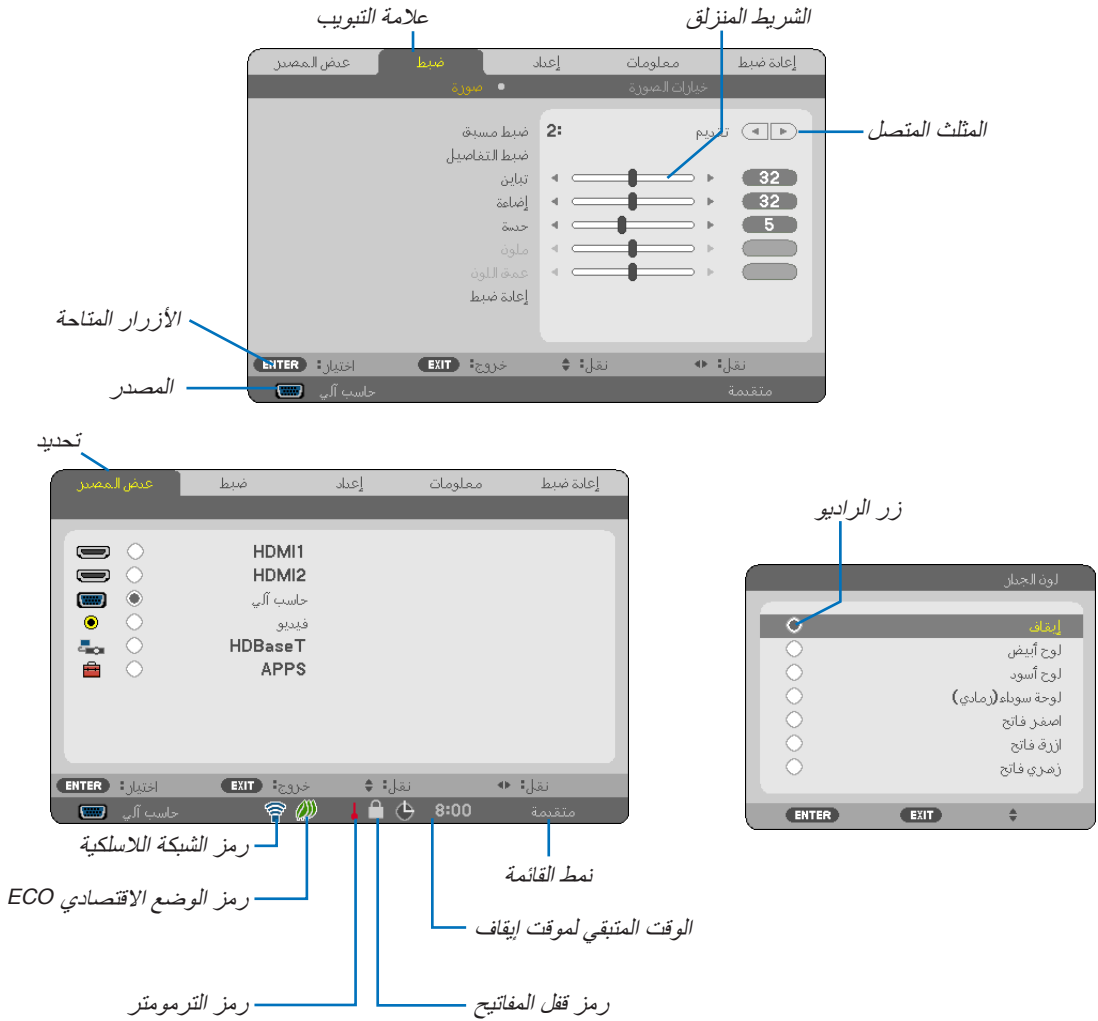 علامة التبويب
الشريط المنزلق
عرض المصدر
ضبط
إعداد
معلومات
إعادة ضبط
صورة
خيارات الصورة
المثلث المتصل
ضبط مسبق
2:
تقديم
ضبط التفاصيل
تباين
32
إضاءة
32
حدة
5
ملون
عمق اللون
إعادة ضبط
الأزرار المتاحة
ENTER
اختيار:
EXIT
خروج:
نقل:
نقل:
المصدر
حاسب آلي
متقدمة
تحديد
عرض المصدر
ضبط
إعداد
معلومات
إعادة ضبط
HDMI1
HDMI2
حاسب آلي
فيديو
HDBaseT
APPS
ENTER
اختيار:
EXIT
خروج:
نقل:
نقل:
حاسب آلي
8:00
متقدمة
زر الراديو
لون الجدار
إيقاف
لوح أبيض
لوح أسود
لوحة سوداء(رمادي)
اصفر فاتح
ازرق فاتح
زهري فاتح
ENTER
EXIT
رمز الشبكة اللاسلكية
نمط القائمة
رمز الوضع الاقتصادي ECO
الوقت المتبقي لموقت إيقاف
رمز الترمومتر
رمز قفل المفاتيح